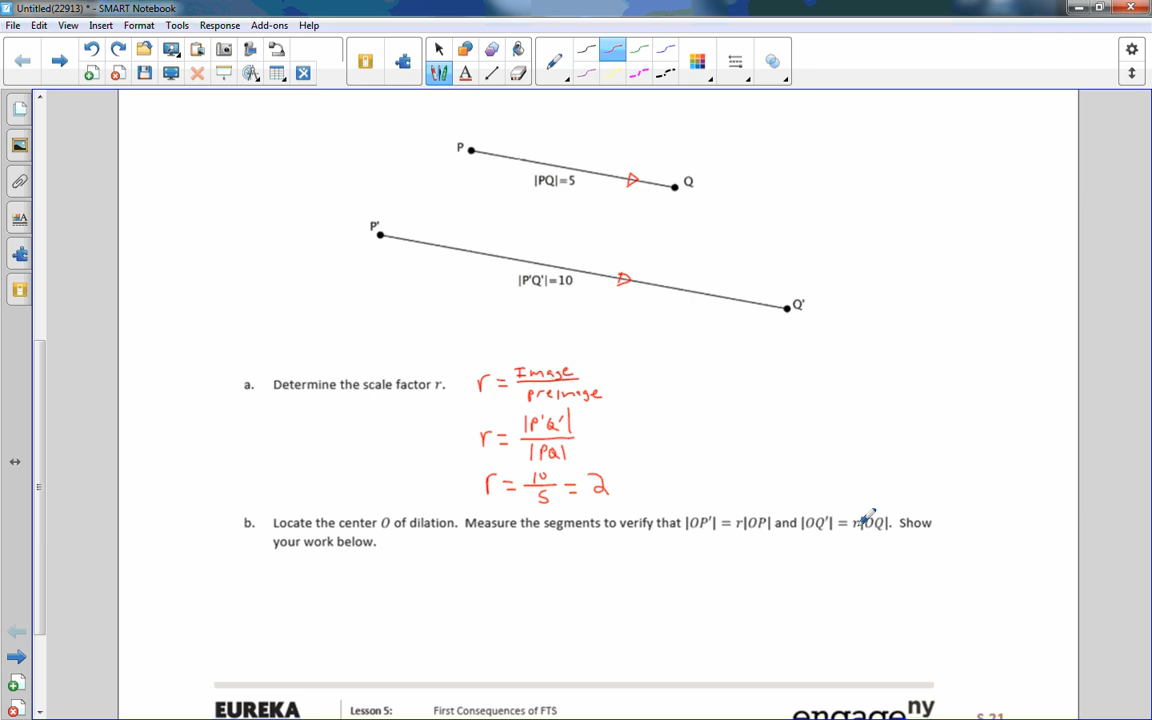 Untitled(22913) * - SMART Notebook
File Edit View Insert Format Tools Response Add-ons Help
P
|PQ|=5
Q
P'
|P'Q'|=10
Q'
a. Determine the scale factor r.
r = Image / preimage
r = |P'Q'| / |PQ|
r = 10/5 = 2
b. Locate the center O of dilation. Measure the segments to verify that |OP'| = r|OP| and |OQ'| = r|OQ|. Show
your work below.
EUREKA Lesson 5: First Consequences of FTS engage ny S.21